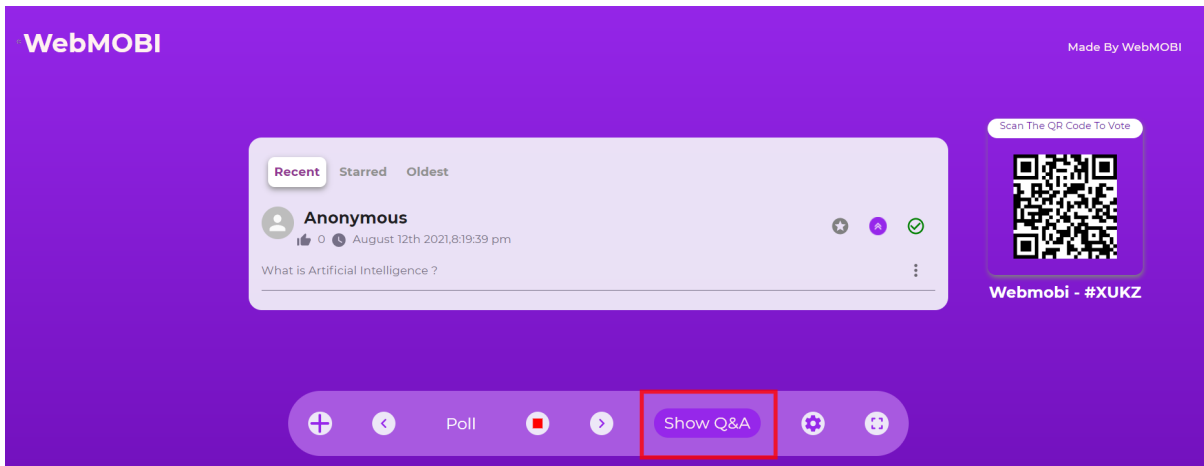 WebMOBI
Made By WebMOBI
Scan The QR Code To Vote
Recent Starred Oldest
Anonymous
0 August 12th 2021,8:19:39 pm
What is Artificial Intelligence ?
Webmobi - #XUKZ
Poll Show Q&A